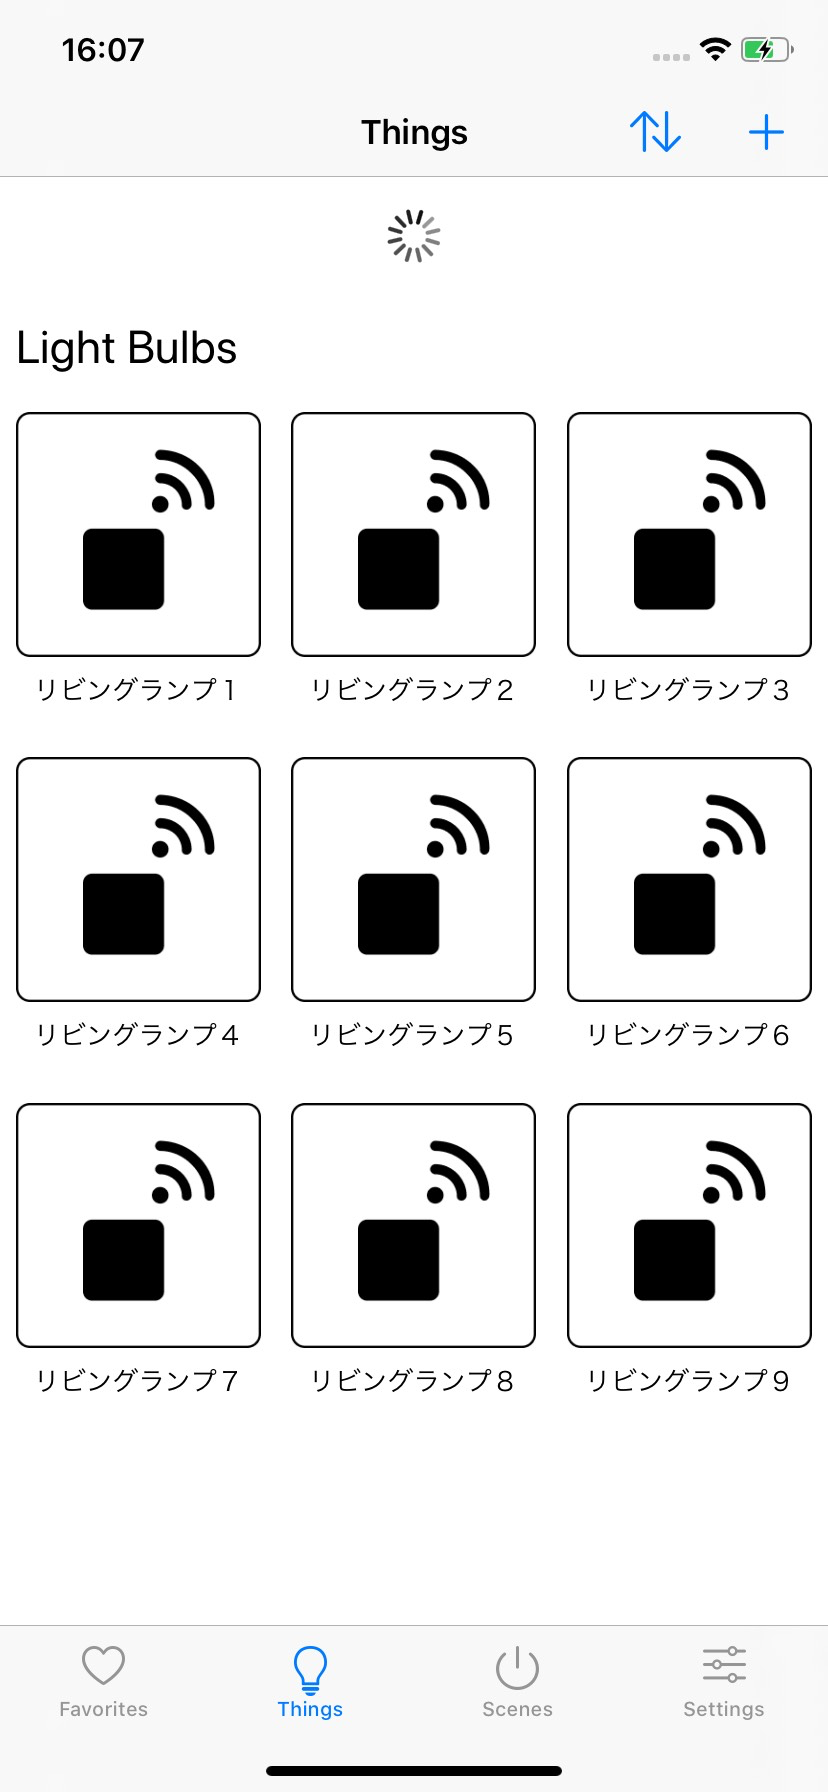 16:07
Things
Light Bulbs
リビングランプ1
リビングランプ2
リビングランプ3
リビングランプ4
リビングランプ5
リビングランプ6
リビングランプ7
リビングランプ8
リビングランプ9
Favorites
Things
Scenes
Settings